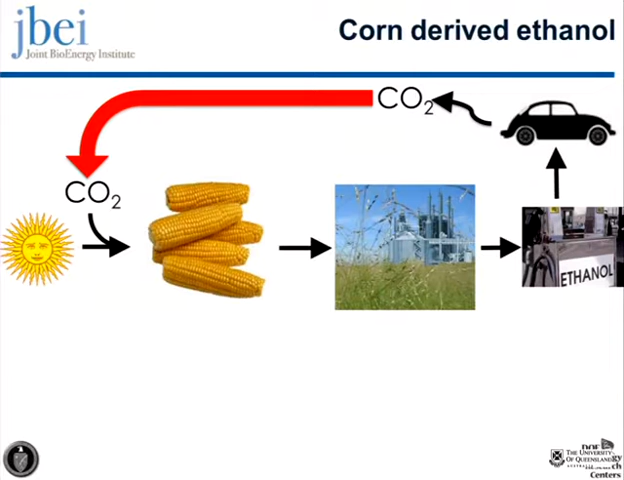 jbei
Joint BioEnergy Institute
Corn derived ethanol
CO2
CO2
ETHANOL
THE UNIVERSITY
OF QUEENSLAND
Centers